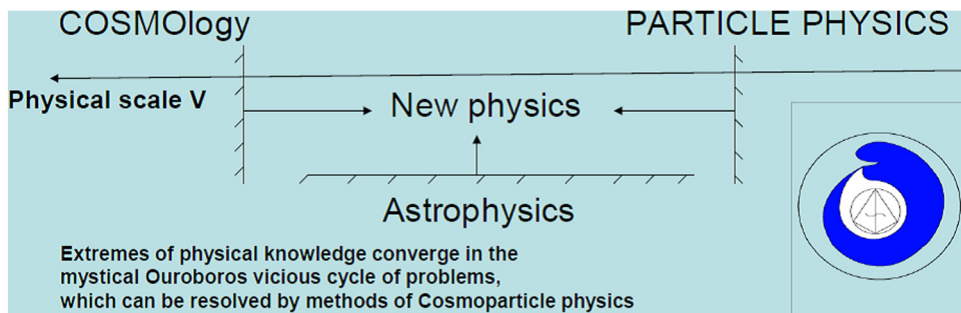 COSMOlogy
PARTICLE PHYSICS
Physical scale V
New physics
Astrophysics
Extremes of physical knowledge converge in the
mystical Ouroboros vicious cycle of problems,
which can be resolved by methods of Cosmoparticle physics